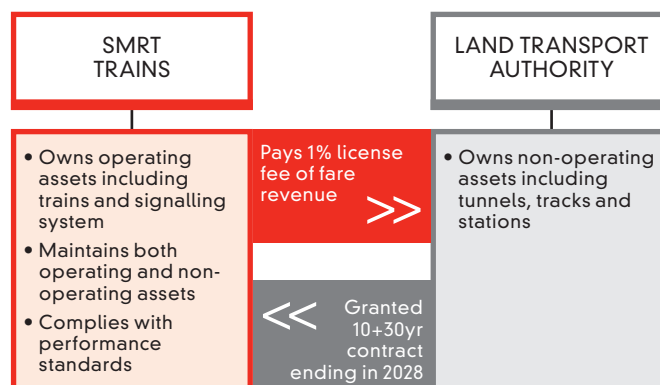 SMRT
TRAINS
LAND TRANSPORT
AUTHORITY
• Owns operating
assets including
trains and signalling
system
• Maintains both
operating and non-
operating assets
• Complies with
performance
standards
Pays 1% license
fee of fare
revenue
>>
<<
Granted
10+30yr
contract
ending in 2028
• Owns non-operating
assets including
tunnels, tracks and
stations